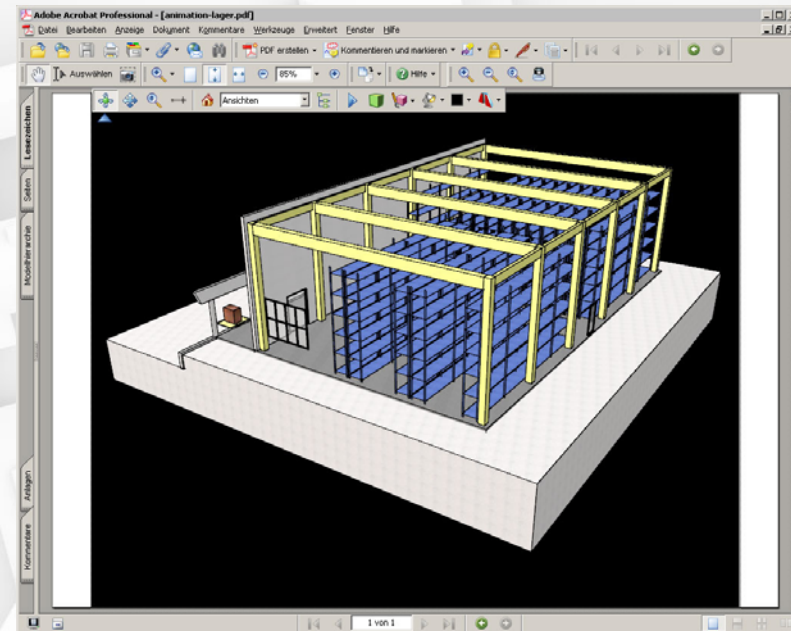 Adobe Acrobat Professional - [animation-lager.pdf]
Datei Bearbeiten Anzeige Dokument Kommentare Werkzeuge Erweitert Fenster Hilfe
PDF erstellen Kommentieren und markieren
Auswählen 85% Hilfe
Ansichten
Lesezeichen
Seiten
Modellhierarchie
Anlagen
Kommentare
1 von 1